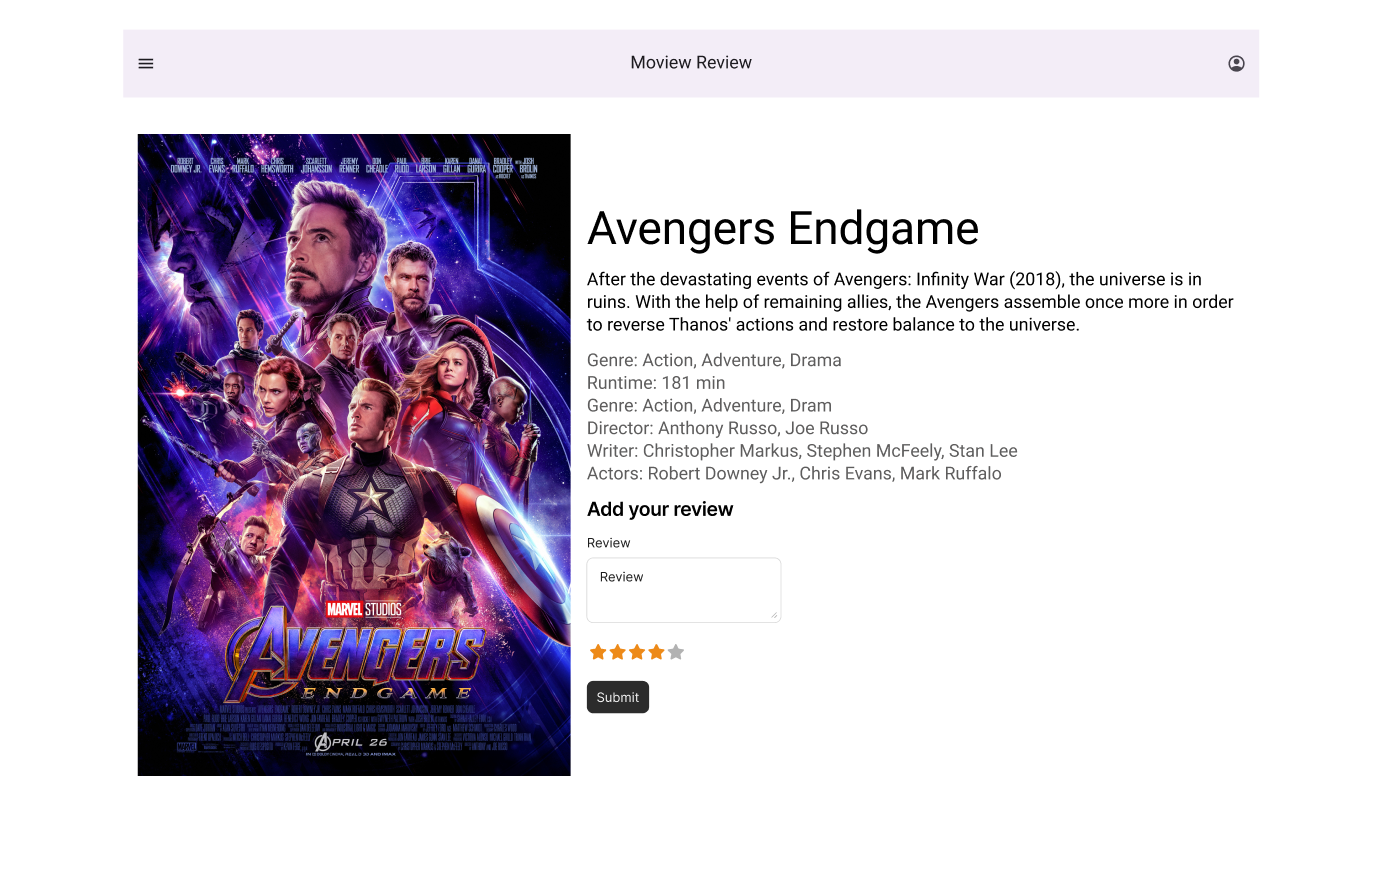 Moview Review
ROBERT DOWNEY JR. CHRIS EVANS MARK RUFFALO CHRIS HEMSWORTH SCARLETT JOHANSSON JEREMY RENNER DON CHEADLE PAUL RUDD BRIE LARSON KAREN GILLAN DANAI GURIRA BRADLEY COOPER AS ROCKET WITH JOSH BROLIN AS THANOS
MARVEL STUDIOS
AVENGERS
ENDGAME
APRIL 26
Avengers Endgame
After the devastating events of Avengers: Infinity War (2018), the universe is in
ruins. With the help of remaining allies, the Avengers assemble once more in order
to reverse Thanos' actions and restore balance to the universe.
Genre: Action, Adventure, Drama
Runtime: 181 min
Genre: Action, Adventure, Dram
Director: Anthony Russo, Joe Russo
Writer: Christopher Markus, Stephen McFeely, Stan Lee
Actors: Robert Downey Jr., Chris Evans, Mark Ruffalo
Add your review
Review
Review
Submit